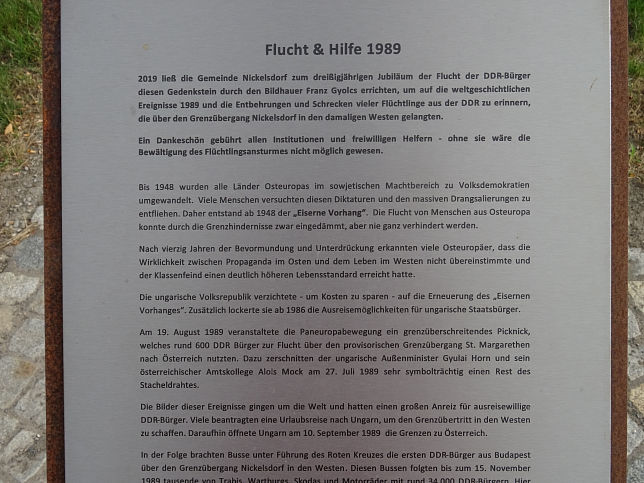 Flucht & Hilfe 1989
2019 ließ die Gemeinde Nickelsdorf zum dreißigjährigen Jubiläum der Flucht der DDR-Bürger
diesen Gedenkstein durch den Bildhauer Franz Gyolcs errichten, um auf die weltgeschichtlichen
Ereignisse 1989 und die Entbehrungen und Schrecken vieler Flüchtlinge aus der DDR zu erinnern,
die über den Grenzübergang Nickelsdorf in den damaligen Westen gelangten.
Ein Dankeschön gebührt allen Institutionen und freiwilligen Helfern - ohne sie wäre die
Bewältigung des Flüchtlingsansturmes nicht möglich gewesen.
Bis 1948 wurden alle Länder Osteuropas im sowjetischen Machtbereich zu Volksdemokratien
umgewandelt. Viele Menschen versuchten diesen Diktaturen und den massiven Drangsalierungen zu
entfliehen. Daher entstand ab 1948 der „Eiserne Vorhang“. Die Flucht von Menschen aus Osteuropa
konnte durch die Grenzhindernisse zwar eingedämmt, aber nie ganz verhindert werden.
Nach vierzig Jahren der Bevormundung und Unterdrückung erkannten viele Osteuropäer, dass die
Wirklichkeit zwischen Propaganda im Osten und dem Leben im Westen nicht übereinstimmte und
der Klassenfeind einen deutlich höheren Lebensstandard erreicht hatte.
Die ungarische Volksrepublik verzichtete - um Kosten zu sparen - auf die Erneuerung des „Eisernen
Vorhanges“. Zusätzlich lockerte sie ab 1986 die Ausreisemöglichkeiten für ungarische Staatsbürger.
Am 19. August 1989 veranstaltete die Paneuropabewegung ein grenzüberschreitendes Picknick,
welches rund 600 DDR Bürger zur Flucht über den provisorischen Grenzübergang St. Margarethen
nach Österreich nutzten. Dazu zerschnitten der ungarische Außenminister Gyulai Horn und sein
österreichischer Amtskollege Alois Mock am 27. Juli 1989 sehr symbolträchtig einen Rest des
Stacheldrahtes.
Die Bilder dieser Ereignisse gingen um die Welt und hatten einen großen Anreiz für ausreisewillige
DDR-Bürger. Viele beantragten eine Urlaubsreise nach Ungarn, um den Grenzübertritt in den Westen
zu schaffen. Daraufhin öffnete Ungarn am 10. September 1989 die Grenzen zu Österreich.
In der Folge brachten Busse unter Führung des Roten Kreuzes die ersten DDR-Bürger aus Budapest
über den Grenzübergang Nickelsdorf in den Westen. Diesen Bussen folgten bis zum 15. November
1989 tausende von Trabis, Wartburgs, Skodas und Motorräder mit rund 34.000 DDR-Bürgern. Hier